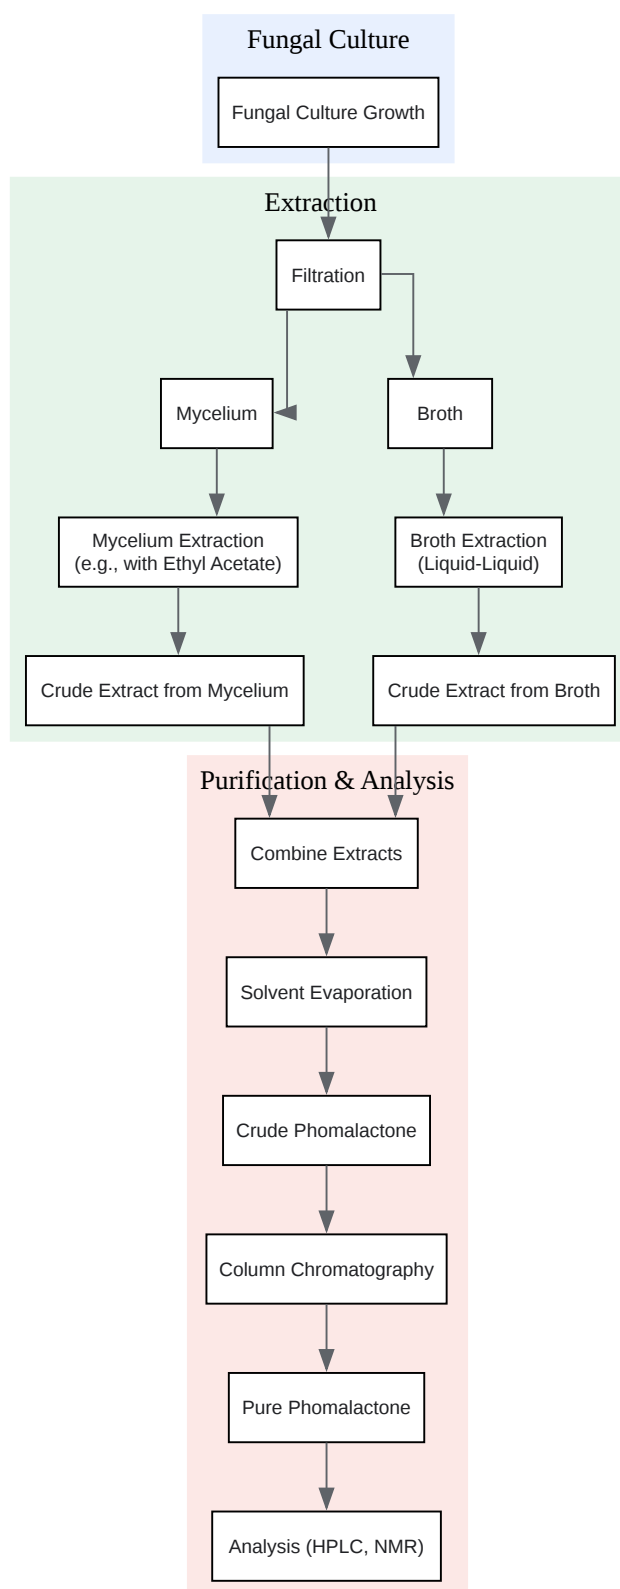 Fungal Culture
Fungal Culture Growth
Extraction
Filtration
Mycelium
Broth
Mycelium Extraction
(e.g., with Ethyl Acetate)
Broth Extraction
(Liquid-Liquid)
Crude Extract from Mycelium
Crude Extract from Broth
Purification & Analysis
Combine Extracts
Solvent Evaporation
Crude Phomalactone
Column Chromatography
Pure Phomalactone
Analysis (HPLC, NMR)